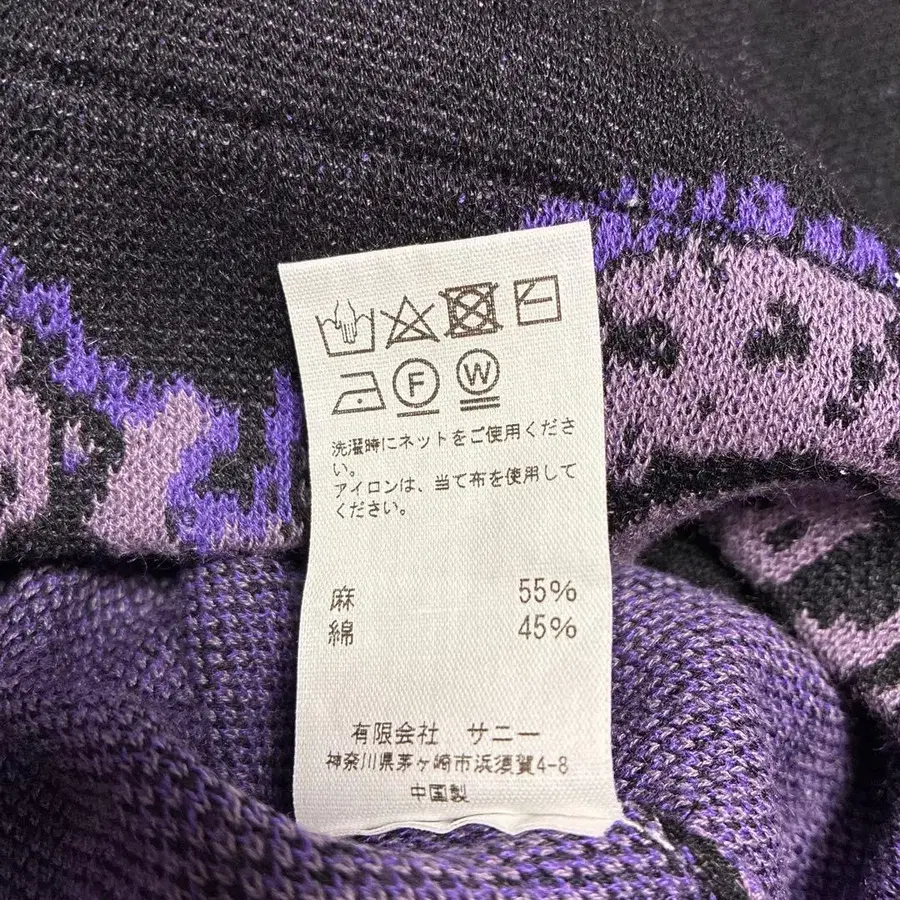 F W
洗濯時にネットをご使用くださ
い。
アイロンは、当て布を使用して
ください。
麻 55%
綿 45%
有限会社 サニー
神奈川県茅ヶ崎市浜須賀4-8
中国製